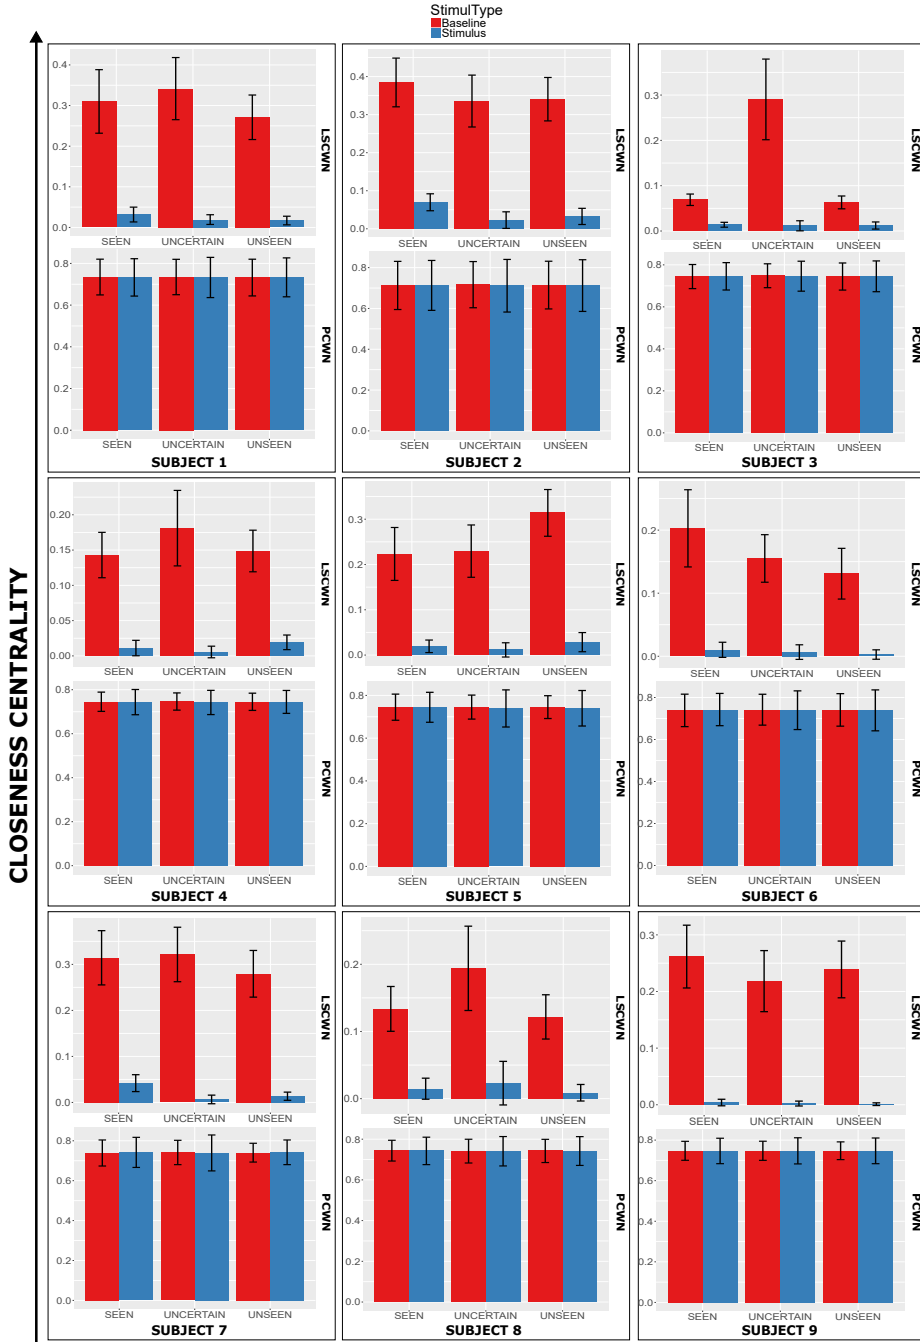 StimulType
Baseline
Stimulus
CLOSENESS CENTRALITY
0.4
0.3
0.2
0.1
0.0
SEEN UNCERTAIN UNSEEN
LSCWN
0.8
0.6
0.4
0.2
0.0
SEEN UNCERTAIN UNSEEN
PCWN
SUBJECT 1
0.4
0.3
0.2
0.1
0.0
SEEN UNCERTAIN UNSEEN
LSCWN
0.8
0.6
0.4
0.2
0.0
SEEN UNCERTAIN UNSEEN
PCWN
SUBJECT 2
0.3
0.2
0.1
0.0
SEEN UNCERTAIN UNSEEN
LSCWN
0.8
0.6
0.4
0.2
0.0
SEEN UNCERTAIN UNSEEN
PCWN
SUBJECT 3
0.20
0.15
0.10
0.05
0.00
SEEN UNCERTAIN UNSEEN
LSCWN
0.8
0.6
0.4
0.2
0.0
SEEN UNCERTAIN UNSEEN
PCWN
SUBJECT 4
0.3
0.2
0.1
0.0
SEEN UNCERTAIN UNSEEN
LSCWN
0.8
0.6
0.4
0.2
0.0
SEEN UNCERTAIN UNSEEN
PCWN
SUBJECT 5
0.2
0.1
0.0
SEEN UNCERTAIN UNSEEN
LSCWN
0.8
0.6
0.4
0.2
0.0
SEEN UNCERTAIN UNSEEN
PCWN
SUBJECT 6
0.3
0.2
0.1
0.0
SEEN UNCERTAIN UNSEEN
LSCWN
0.8
0.6
0.4
0.2
0.0
SEEN UNCERTAIN UNSEEN
PCWN
SUBJECT 7
0.2
0.1
0.0
SEEN UNCERTAIN UNSEEN
LSCWN
0.8
0.6
0.4
0.2
0.0
SEEN UNCERTAIN UNSEEN
PCWN
SUBJECT 8
0.3
0.2
0.1
0.0
SEEN UNCERTAIN UNSEEN
LSCWN
0.8
0.6
0.4
0.2
0.0
SEEN UNCERTAIN UNSEEN
PCWN
SUBJECT 9